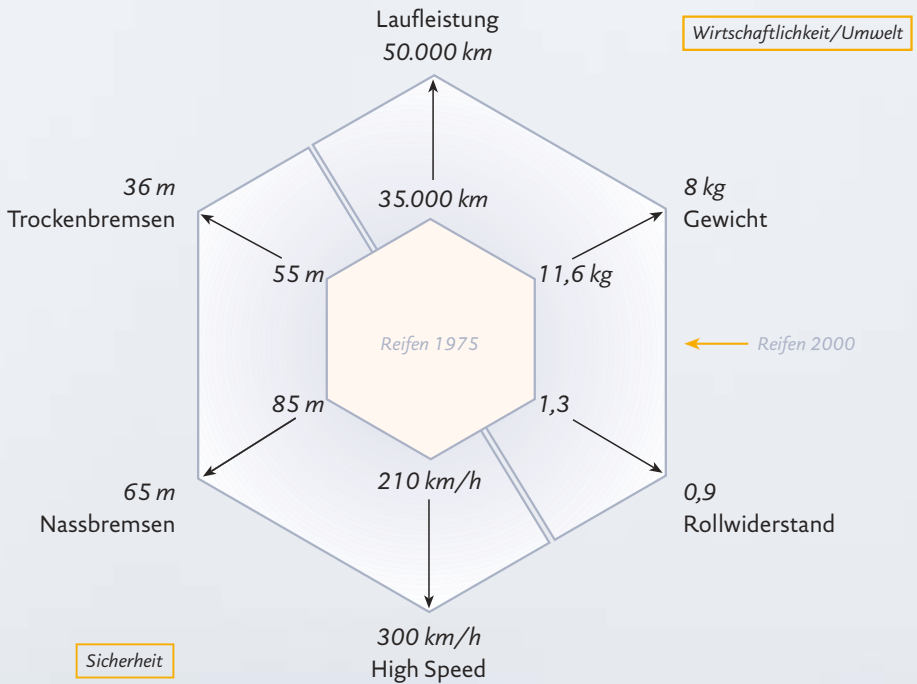 Laufleistung
50.000 km
Wirtschaftlichkeit/Umwelt
36 m
Trockenbremsen
35.000 km
8 kg
Gewicht
55 m
11,6 kg
Reifen 1975
Reifen 2000
85 m
1,3
210 km/h
65 m
Nassbremsen
0,9
Rollwiderstand
300 km/h
High Speed
Sicherheit